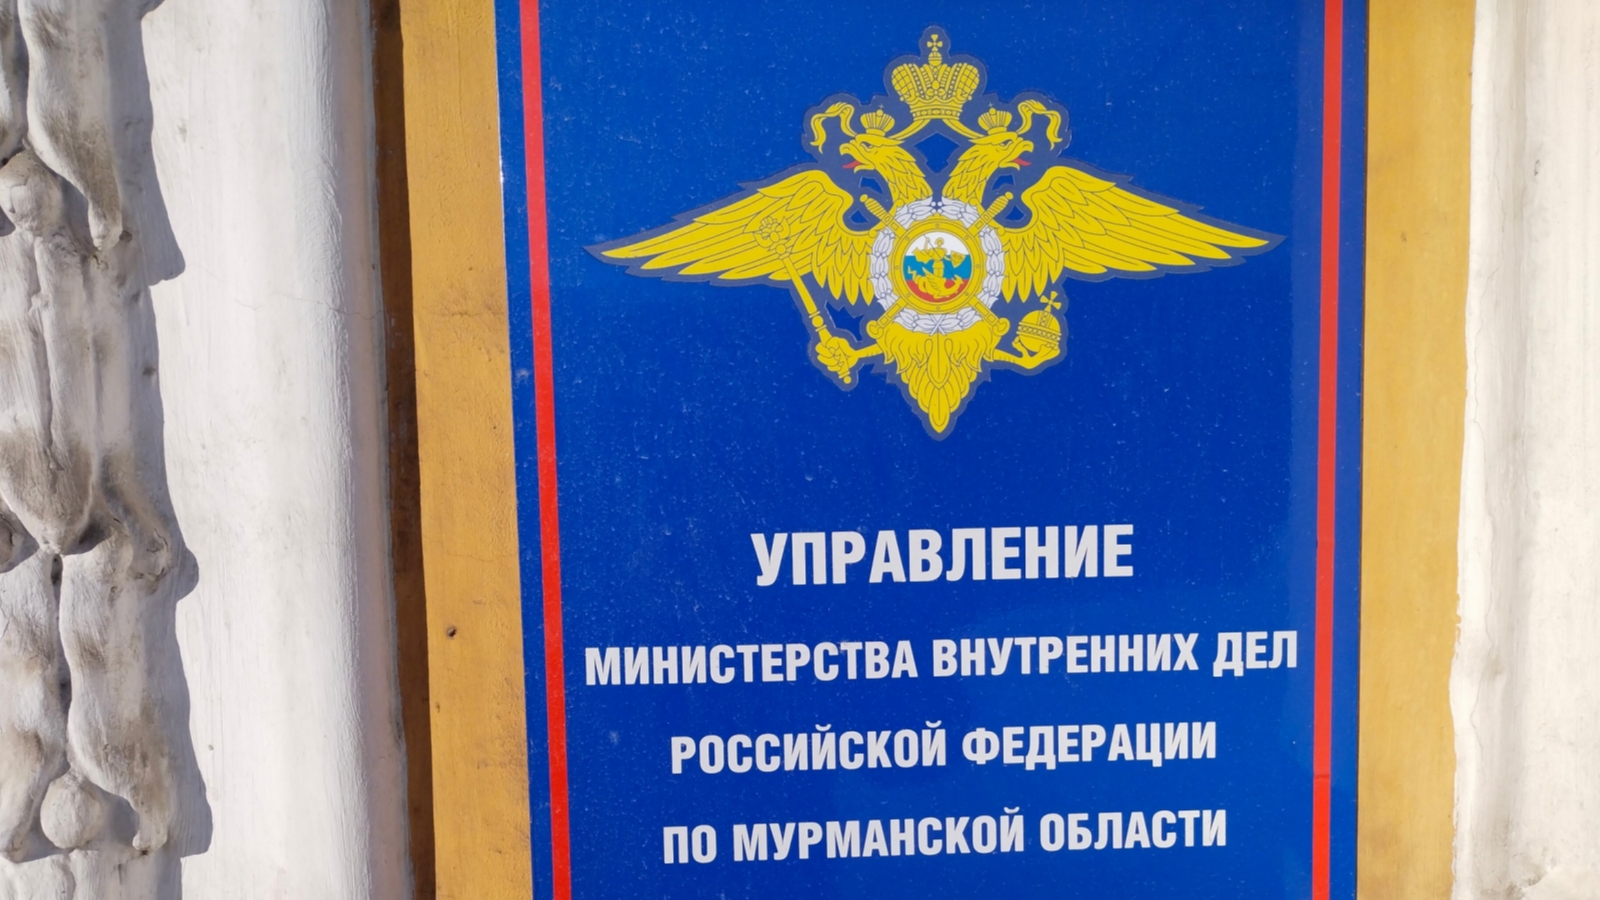 УПРАВЛЕНИЕ
МИНИСТЕРСТВА ВНУТРЕННИХ ДЕЛ
РОССИЙСКОЙ ФЕДЕРАЦИИ
ПО МУРМАНСКОЙ ОБЛАСТИ